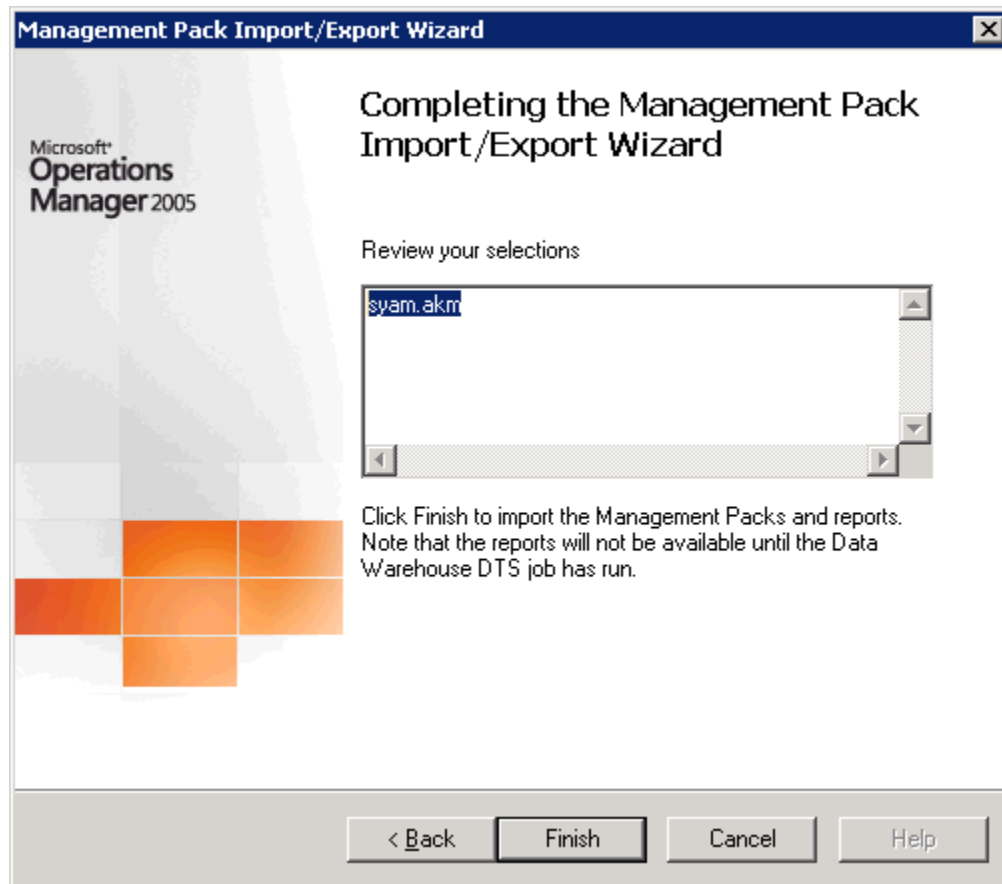 Management Pack Import/Export Wizard
Completing the Management Pack
Import/Export Wizard
Microsoft®
Operations
Manager 2005
Review your selections
syam.akm
Click Finish to import the Management Packs and reports.
Note that the reports will not be available until the Data
Warehouse DTS job has run.
< Back
Finish
Cancel
Help